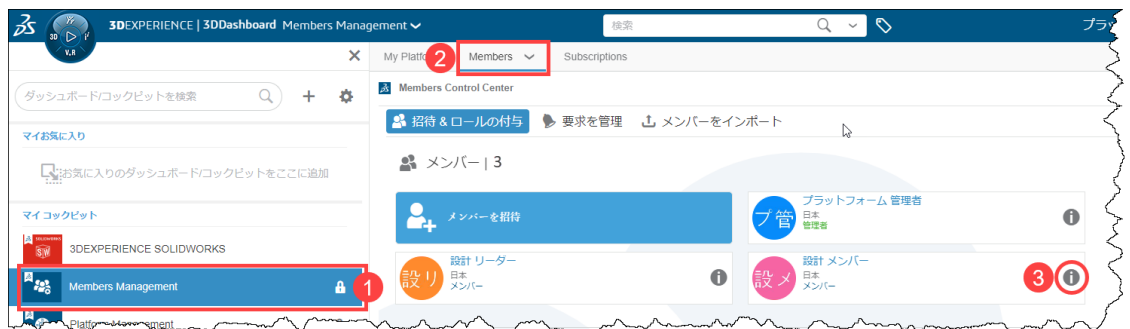 3DEXPERIENCE | 3DDashboard Members Management
検索
3D
V.R
2
My Platfo
Members
Subscriptions
ダッシュボード/コックピットを検索
Members Control Center
招待 & ロールの付与
要求を管理
メンバーをインポート
マイお気に入り
お気に入りのダッシュボード/コックピットをここに追加
メンバー | 3
マイ コックピット
メンバーを招待
プ管
プラットフォーム 管理者
日本
管理者
3DEXPERIENCE SOLIDWORKS
Members Management
1
設リ
設計 リーダー
日本
メンバー
設メ
設計 メンバー
日本
メンバー
3
Platform Management